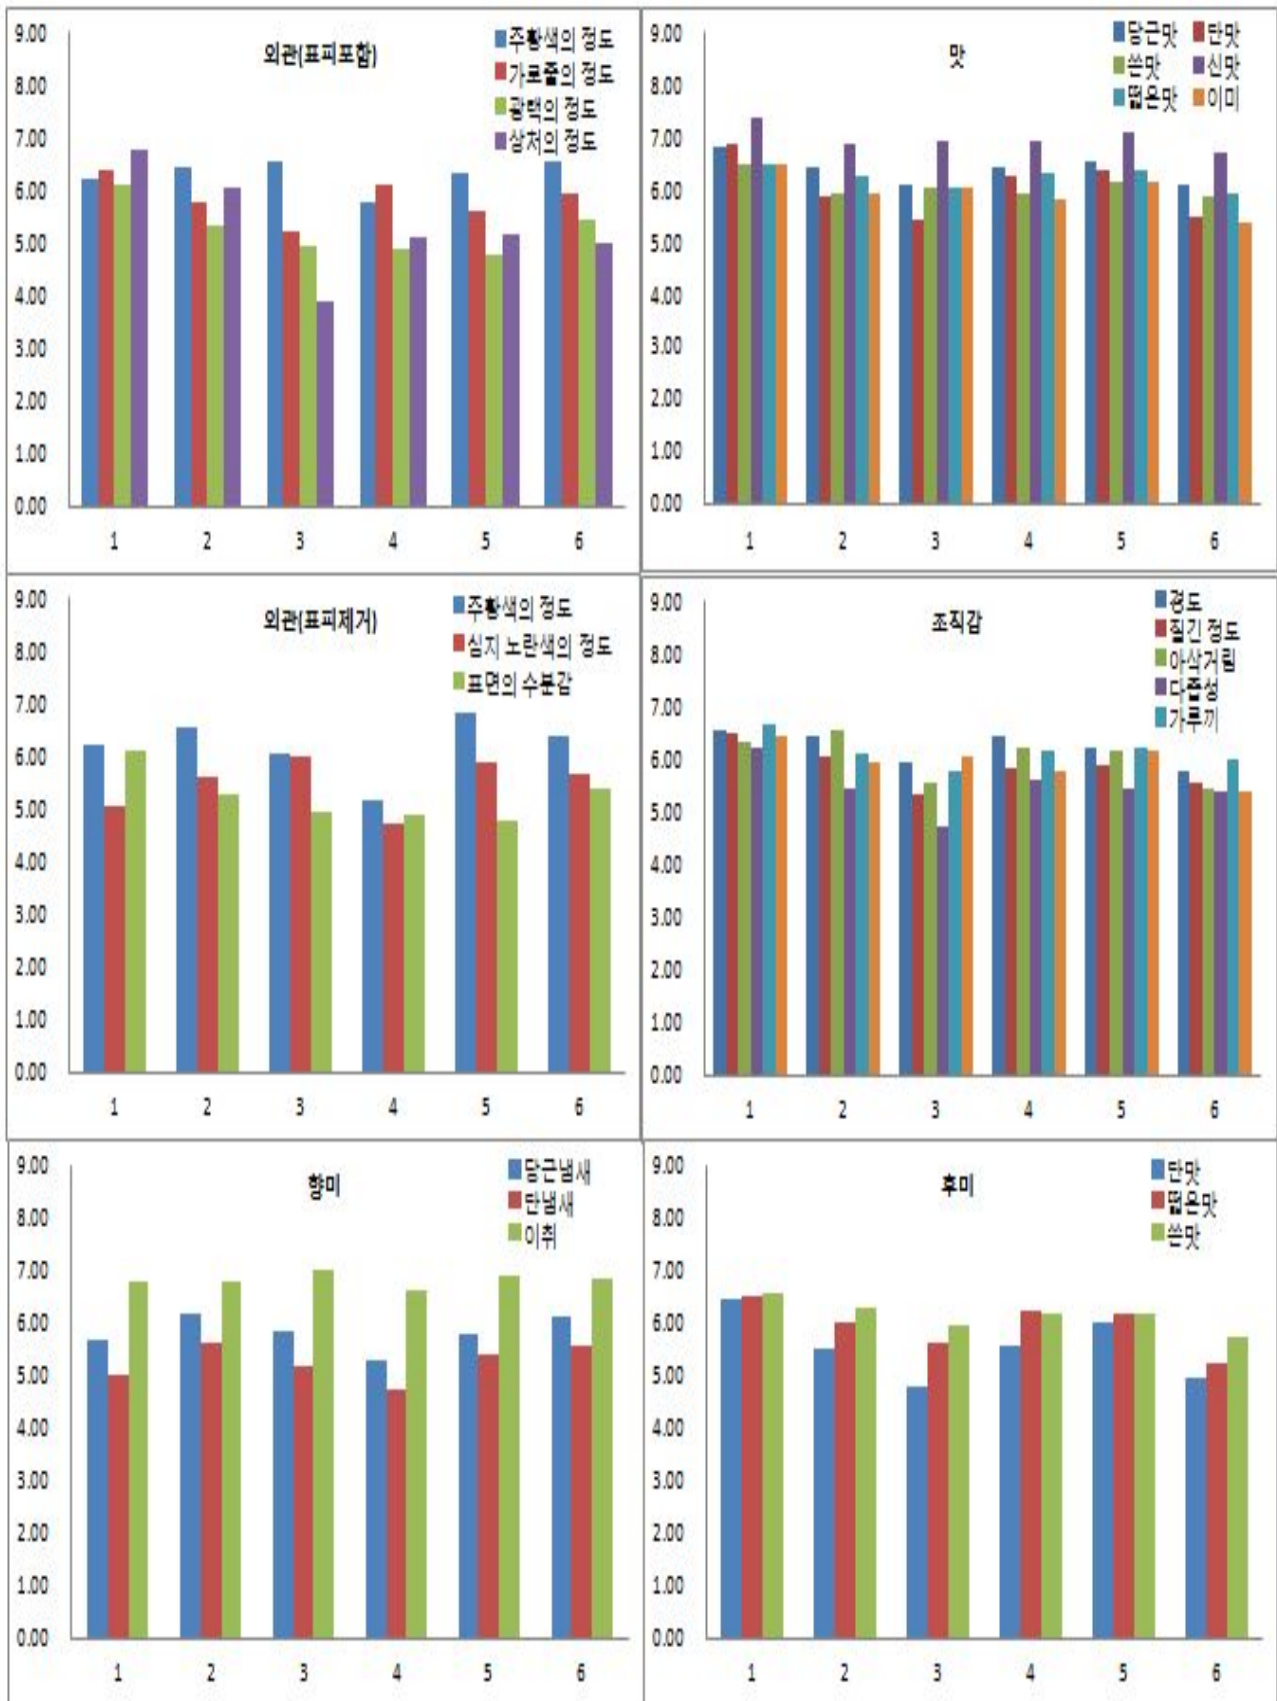 외관(표피포함)
주황색의 정도
가로줄의 정도
광택의 정도
상처의 정도
9.00
8.00
7.00
6.00
5.00
4.00
3.00
2.00
1.00
0.00
1 2 3 4 5 6
맛
당근맛 단맛
쓴맛 신맛
떫은맛 이미
9.00
8.00
7.00
6.00
5.00
4.00
3.00
2.00
1.00
0.00
1 2 3 4 5 6
외관(표피제거)
주황색의 정도
심지 노란색의 정도
표면의 수분감
9.00
8.00
7.00
6.00
5.00
4.00
3.00
2.00
1.00
0.00
1 2 3 4 5 6
조직감
경도
질긴 정도
아삭거림
다즙성
가루끼
9.00
8.00
7.00
6.00
5.00
4.00
3.00
2.00
1.00
0.00
1 2 3 4 5 6
향미
당근냄새
단냄새
이취
9.00
8.00
7.00
6.00
5.00
4.00
3.00
2.00
1.00
0.00
1 2 3 4 5 6
후미
단맛
떫은맛
쓴맛
9.00
8.00
7.00
6.00
5.00
4.00
3.00
2.00
1.00
0.00
1 2 3 4 5 6